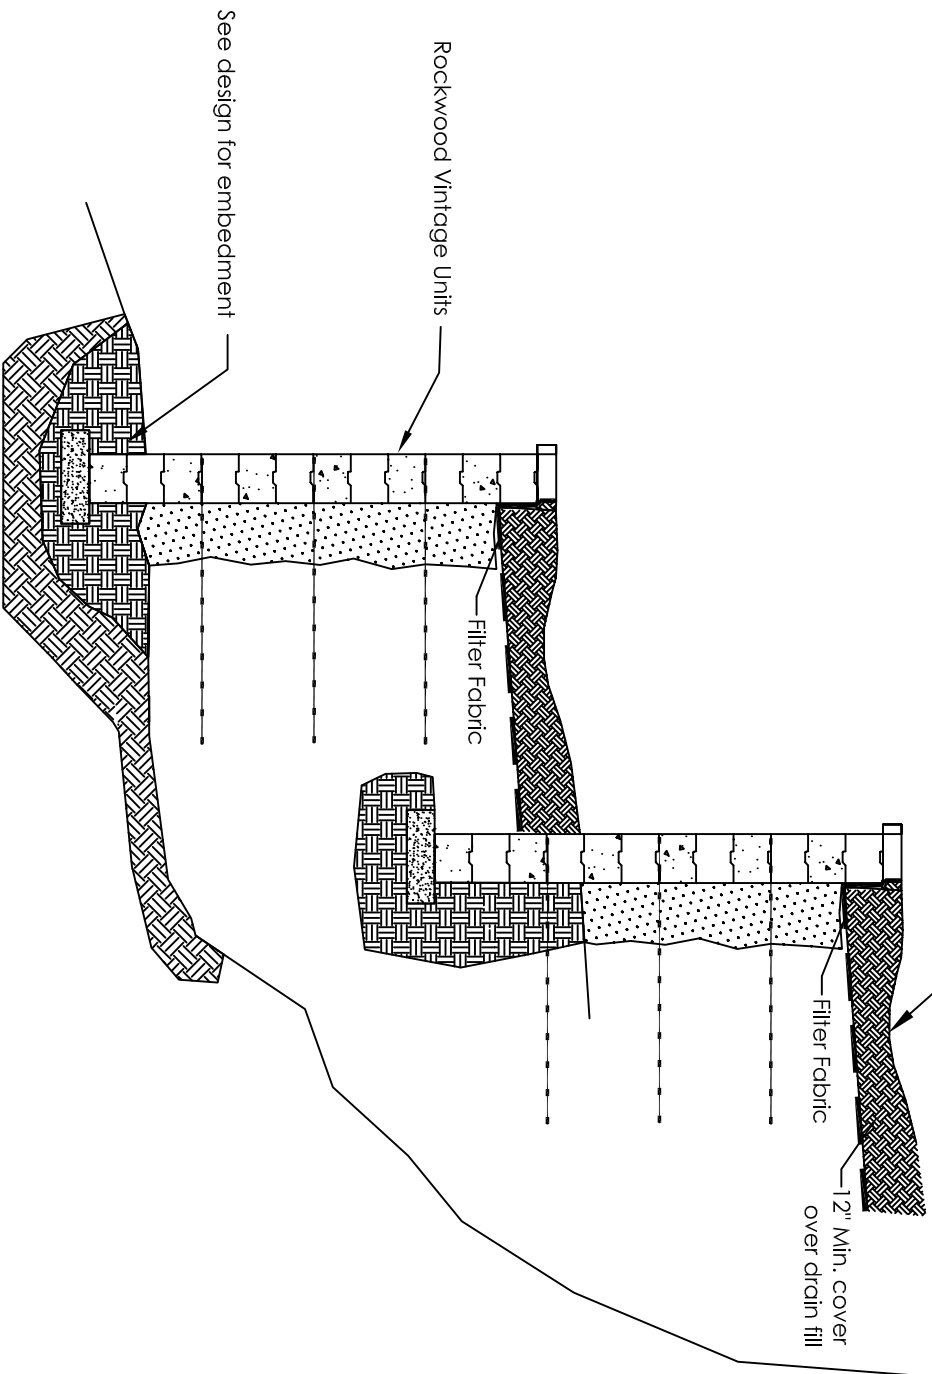 See design for embedment
Rockwood Vintage Units
Filter Fabric
Filter Fabric
12" Min. cover
over drain fill